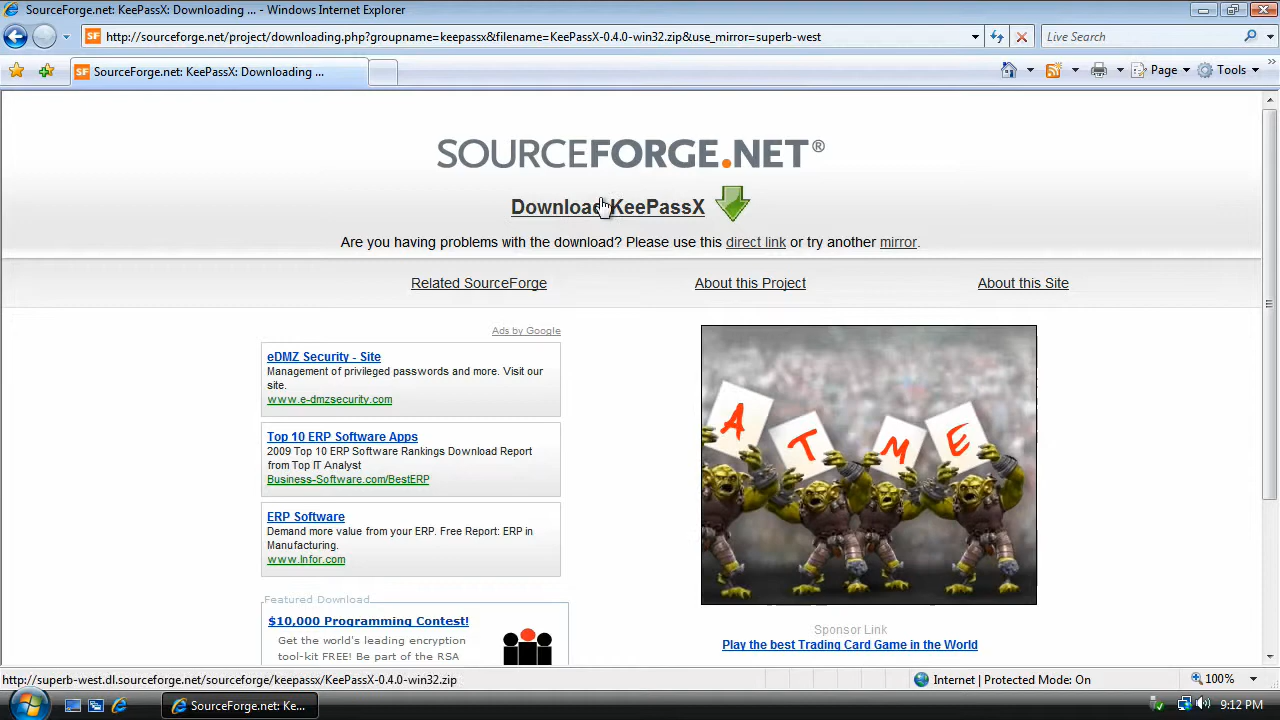 SourceForge.net: KeePassX: Downloading ... - Windows Internet Explorer
http://sourceforge.net/project/downloading.php?groupname=keepassx&filename=KeePassX-0.4.0-win32.zip&use_mirror=superb-west
Live Search
SourceForge.net: KeePassX: Downloading ...
Page
Tools
SOURCEFORGE.NET®
Download KeePassX
Are you having problems with the download? Please use this direct link or try another mirror.
Related SourceForge
About this Project
About this Site
Ads by Google
eDMZ Security - Site
Management of privileged passwords and more. Visit our
site.
www.e-dmzsecurity.com
Top 10 ERP Software Apps
2009 Top 10 ERP Software Rankings Download Report
from Top IT Analyst
Business-Software.com/BestERP
ERP Software
Demand more value from your ERP. Free Report: ERP in
Manufacturing.
www.Infor.com
A T M E
Featured Download
$10,000 Programming Contest!
Get the world's leading encryption
tool-kit FREE! Be part of the RSA
Sponsor Link
Play the best Trading Card Game in the World
http://superb-west.dl.sourceforge.net/sourceforge/keepassx/KeePassX-0.4.0-win32.zip
Internet | Protected Mode: On
100%
SourceForge.net: Ke...
9:12 PM